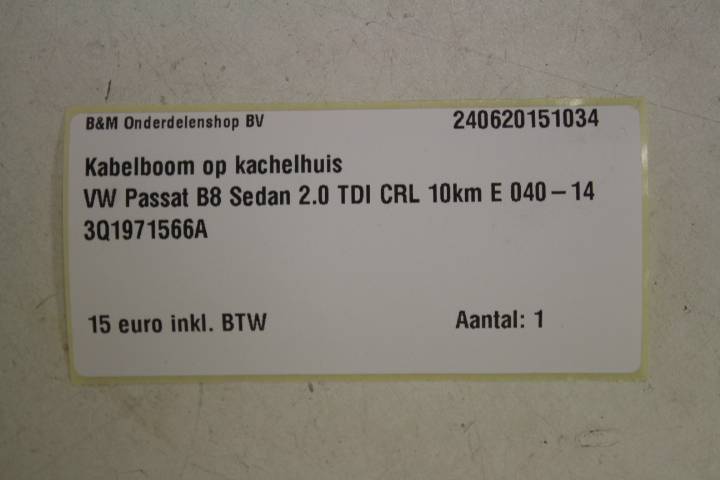 B&M Onderdelenshop BV 240620151034
Kabelboom op kachelhuis
VW Passat B8 Sedan 2.0 TDI CRL 10km E 040-14
3Q1971566A
15 euro inkl. BTW Aantal: 1